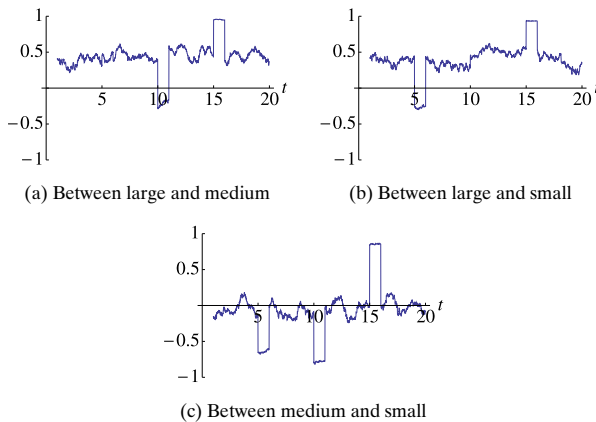 1
0.5
−0.5
−1
5 10 15 20 t
(a) Between large and medium
1
0.5
−0.5
−1
5 10 15 20 t
(b) Between large and small
1
0.5
−0.5
−1
5 10 15 20 t
(c) Between medium and small